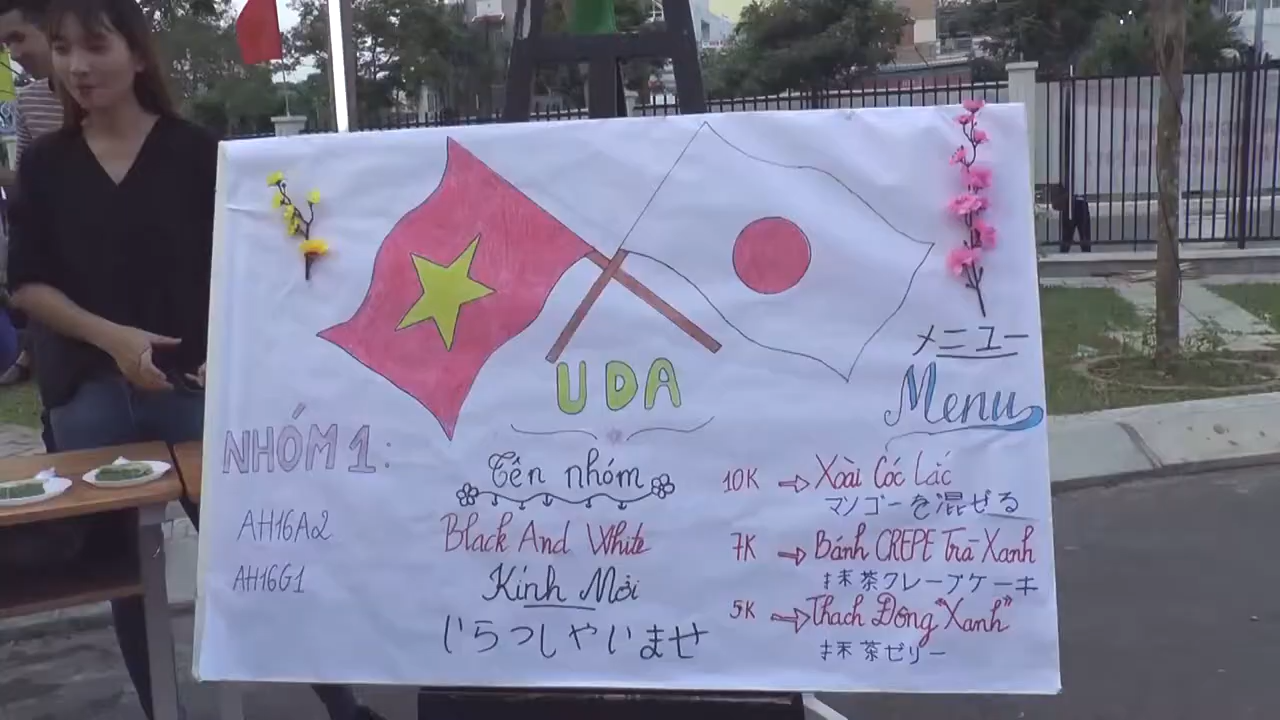 UDA
NHÓM 1:
AH16A2
AH16G1
Tên nhóm
Black And White
Kính Mời
いらっしゃいませ
メニュー
Menu
10K → Xoài Cóc Lắc
マンゴーを混ぜる
7K → Bánh CREPE Trà Xanh
抹茶クレープケーキ
5K → Thạch Đông "Xanh"
抹茶ゼリー